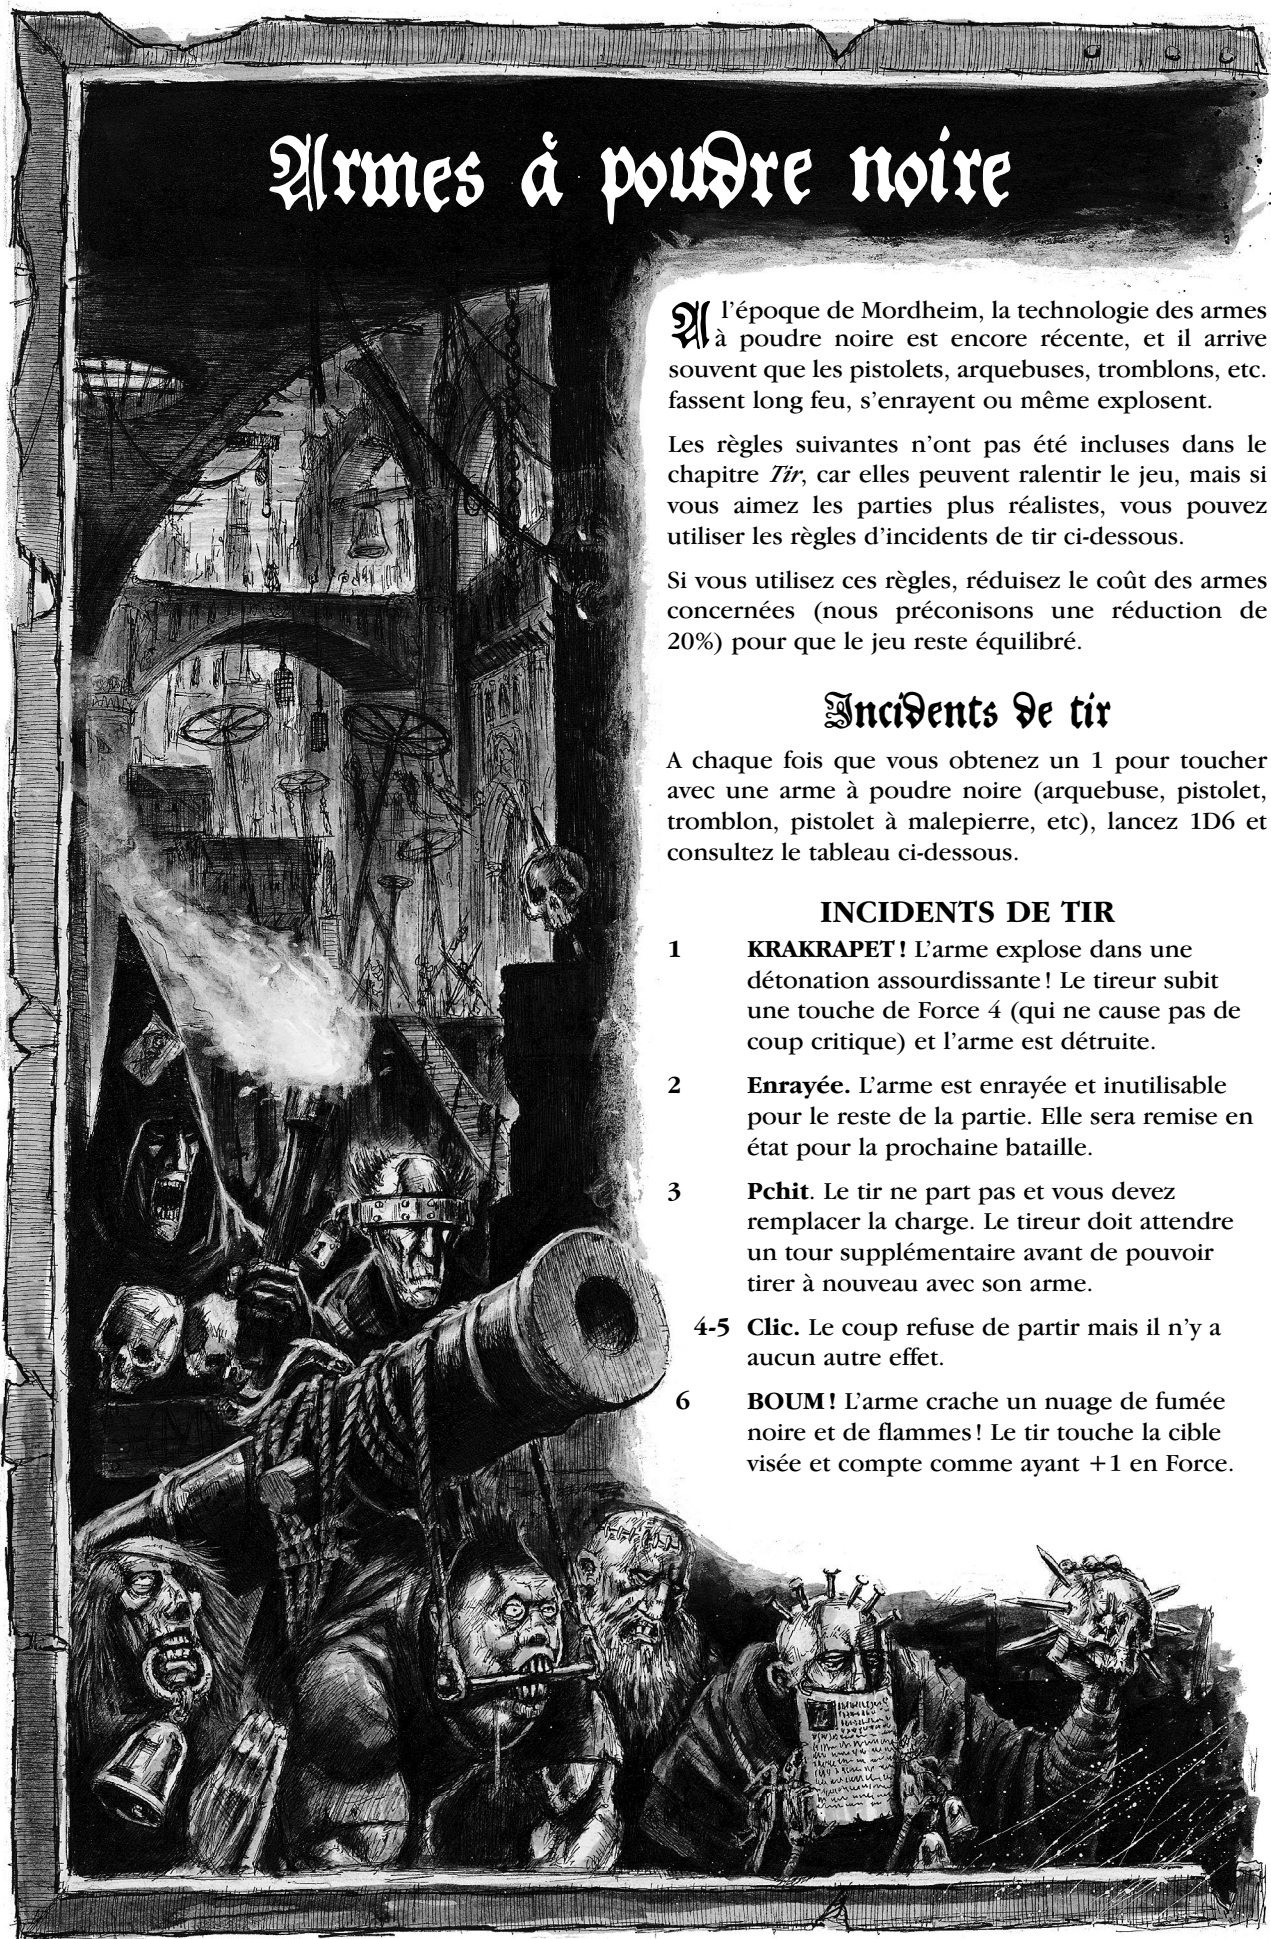 Armes à poudre noire
A l'époque de Mordheim, la technologie des armes
à poudre noire est encore récente, et il arrive
souvent que les pistolets, arquebuses, tromblons, etc.
fassent long feu, s'enrayent ou même explosent.
Les règles suivantes n'ont pas été incluses dans le
chapitre Tir, car elles peuvent ralentir le jeu, mais si
vous aimez les parties plus réalistes, vous pouvez
utiliser les règles d'incidents de tir ci-dessous.
Si vous utilisez ces règles, réduisez le coût des armes
concernées (nous préconisons une réduction de
20%) pour que le jeu reste équilibré.
Incidents de tir
A chaque fois que vous obtenez un 1 pour toucher
avec une arme à poudre noire (arquebuse, pistolet,
tromblon, pistolet à malepierre, etc), lancez 1D6 et
consultez le tableau ci-dessous.
INCIDENTS DE TIR
1 KRAKRAPET ! L'arme explose dans une
détonation assourdissante ! Le tireur subit
une touche de Force 4 (qui ne cause pas de
coup critique) et l'arme est détruite.
2 Enrayée. L'arme est enrayée et inutilisable
pour le reste de la partie. Elle sera remise en
état pour la prochaine bataille.
3 Pchit. Le tir ne part pas et vous devez
remplacer la charge. Le tireur doit attendre
un tour supplémentaire avant de pouvoir
tirer à nouveau avec son arme.
4-5 Clic. Le coup refuse de partir mais il n'y a
aucun autre effet.
6 BOUM ! L'arme crache un nuage de fumée
noire et de flammes ! Le tir touche la cible
visée et compte comme ayant +1 en Force.